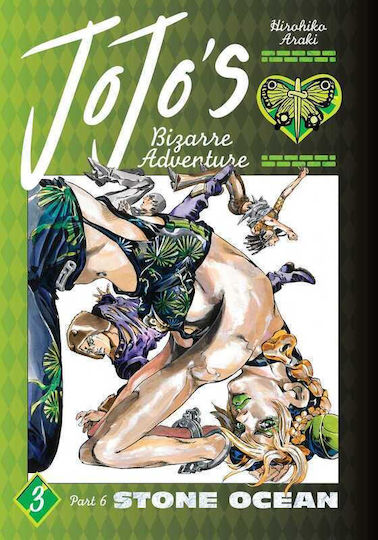 JoJo's
Hirohiko
Araki
Bizarre
Adventure
3
Part 6
STONE OCEAN